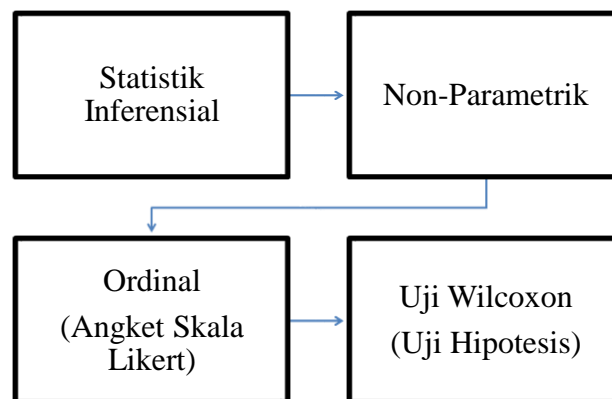 Statistik
Inferensial
Non-Parametrik
Ordinal
(Angket Skala
Likert)
Uji Wilcoxon
(Uji Hipotesis)